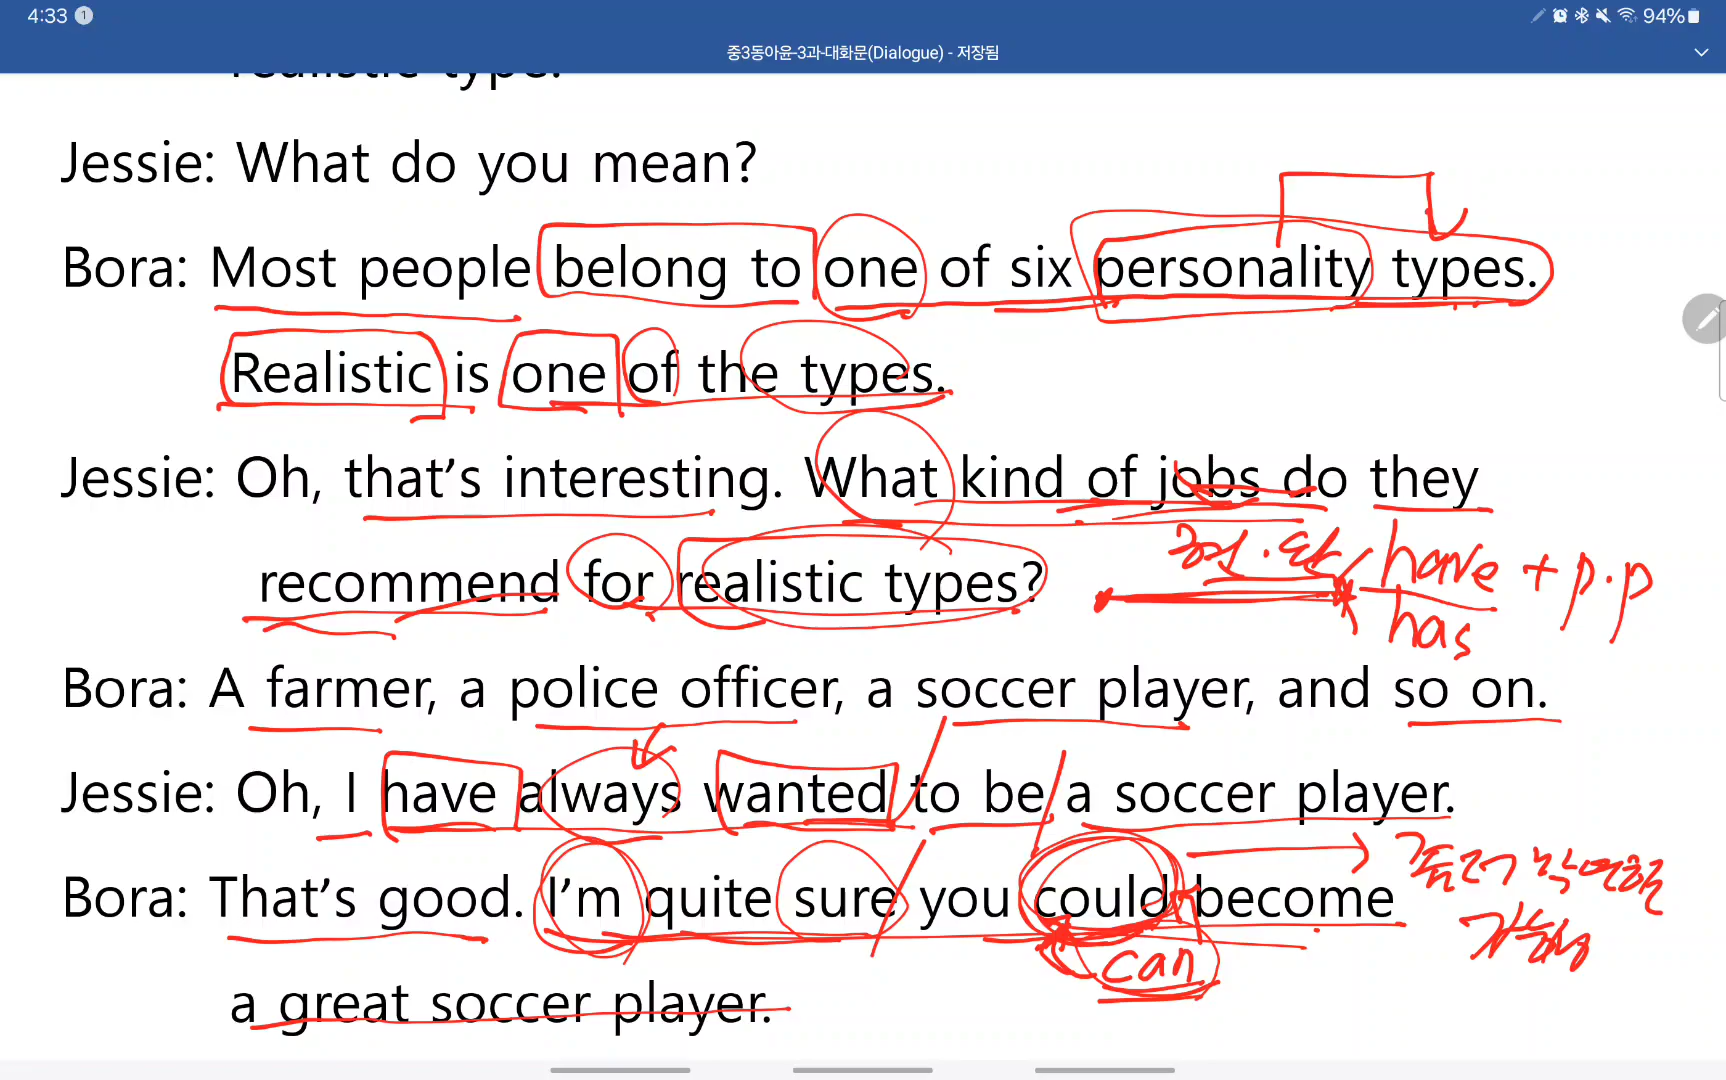 4:33 1 94%
중3동아윤-3과-대화문(Dialogue) - 저장됨
realistic type.
Jessie: What do you mean?
Bora: Most people belong to one of six personality types.
Realistic is one of the types.
Jessie: Oh, that's interesting. What kind of jobs do they
recommend for realistic types?
have + p.p
has
Bora: A farmer, a police officer, a soccer player, and so on.
Jessie: Oh, I have always wanted to be a soccer player.
Bora: That's good. I'm quite sure you could become
can
a great soccer player.